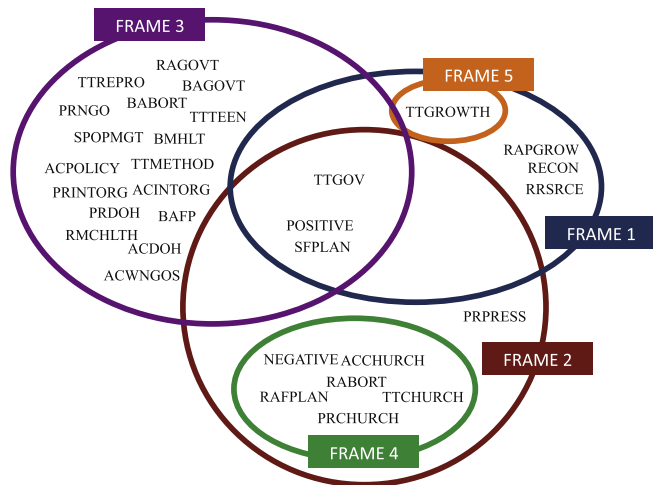 FRAME 3
RAGOVT
TTREPRO
BAGOVT
BABORT
PRNGO
TTTEEN
SPOPMGT
BMHLT
ACPOLICY
TTMETHOD
PRINTORG
ACINTORG
PRDOH
BAFP
RMCHLTH
ACDOH
ACWNGOS
FRAME 5
TTGROWTH
RAPGROW
RECON
RRSRCE
FRAME 1
TTGOV
POSITIVE
SFPLAN
PRPRESS
FRAME 2
NEGATIVE
ACCHURCH
RABORT
RAFPLAN
TTCHURCH
PRCHURCH
FRAME 4